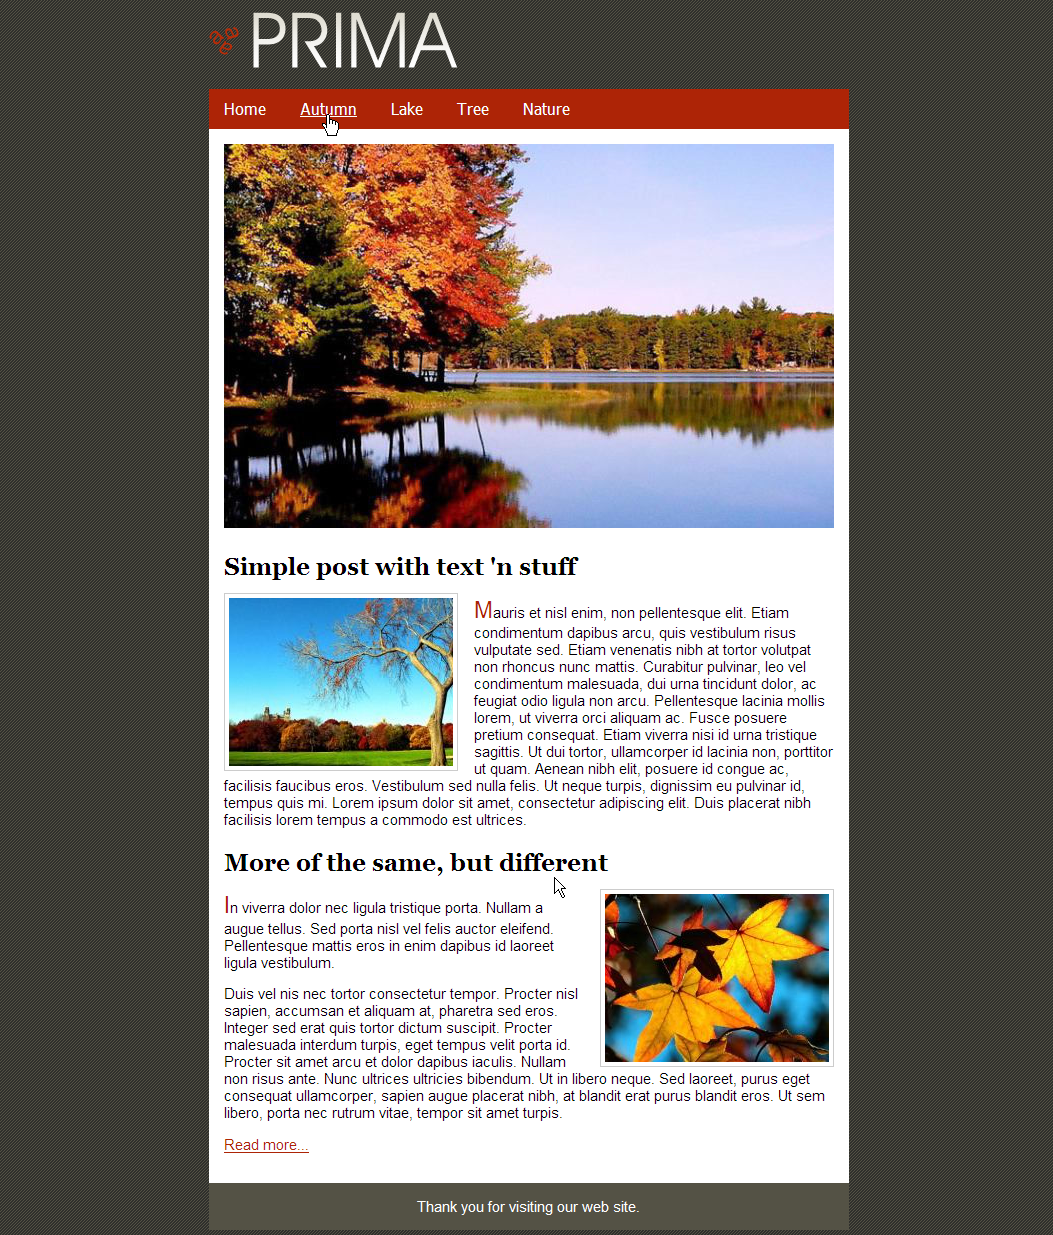 PRIMA
Home Autumn Lake Tree Nature
Simple post with text 'n stuff
Mauris et nisl enim, non pellentesque elit. Etiam
condimentum dapibus arcu, quis vestibulum risus
vulputate sed. Etiam venenatis nibh at tortor volutpat
non rhoncus nunc mattis. Curabitur pulvinar, leo vel
condimentum malesuada, dui urna tincidunt dolor, ac
feugiat odio ligula non arcu. Pellentesque lacinia mollis
lorem, ut viverra orci aliquam ac. Fusce posuere
pretium consequat. Etiam viverra nisi id urna tristique
sagittis. Ut dui tortor, ullamcorper id lacinia non, porttitor
ut quam. Aenean nibh elit, posuere id congue ac,
facilisis faucibus eros. Vestibulum sed nulla felis. Ut neque turpis, dignissim eu pulvinar id,
tempus quis mi. Lorem ipsum dolor sit amet, consectetur adipiscing elit. Duis placerat nibh
facilisis lorem tempus a commodo est ultrices.
More of the same, but different
In viverra dolor nec ligula tristique porta. Nullam a
augue tellus. Sed porta nisl vel felis auctor eleifend.
Pellentesque mattis eros in enim dapibus id laoreet
ligula vestibulum.
Duis vel nis nec tortor consectetur tempor. Procter nisl
sapien, accumsan et aliquam at, pharetra sed eros.
Integer sed erat quis tortor dictum suscipit. Procter
malesuada interdum turpis, eget tempus velit porta id.
Procter sit amet arcu et dolor dapibus iaculis. Nullam
non risus ante. Nunc ultrices ultricies bibendum. Ut in libero neque. Sed laoreet, purus eget
consequat ullamcorper, sapien augue placerat nibh, at blandit erat purus blandit eros. Ut sem
libero, porta nec rutrum vitae, tempor sit amet turpis.
Read more...
Thank you for visiting our web site.